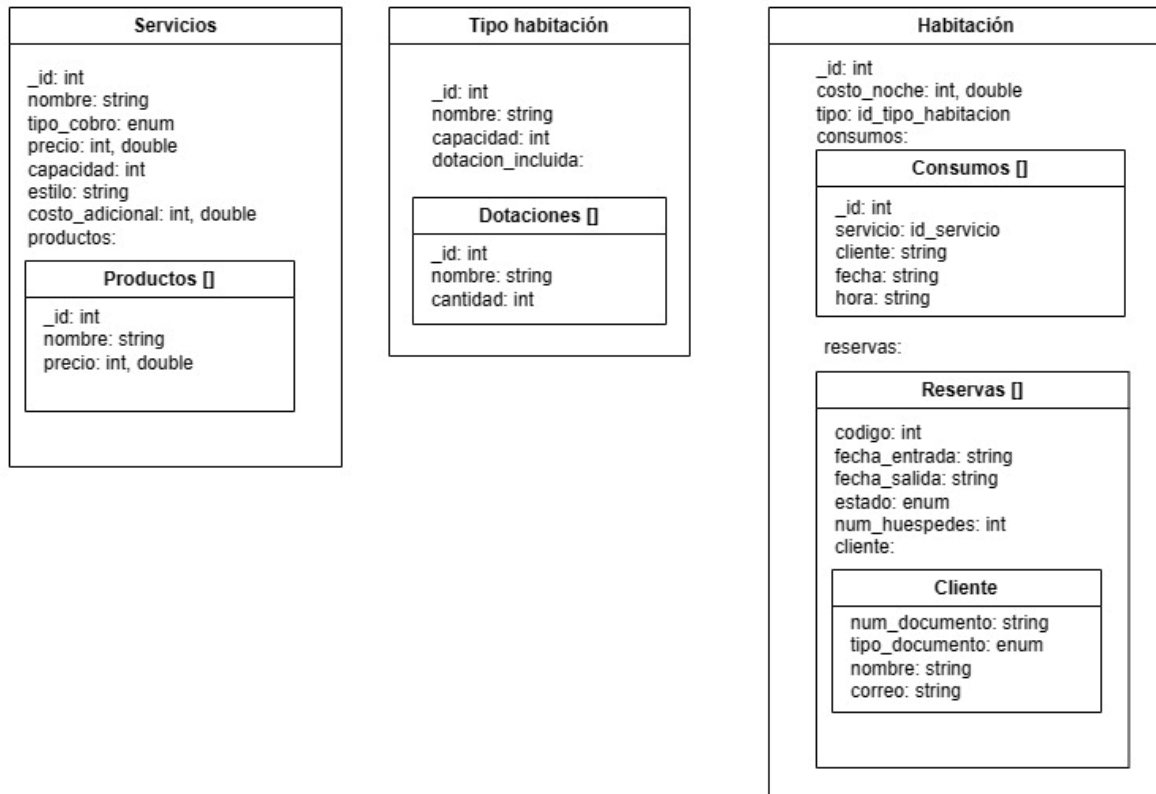 Servicios
_id: int
nombre: string
tipo_cobro: enum
precio: int, double
capacidad: int
estilo: string
costo_adicional: int, double
productos:
Productos []
_id: int
nombre: string
precio: int, double
Tipo habitación
_id: int
nombre: string
capacidad: int
dotacion_incluida:
Dotaciones []
_id: int
nombre: string
cantidad: int
Habitación
_id: int
costo_noche: int, double
tipo: id_tipo_habitacion
consumos:
Consumos []
_id: int
servicio: id_servicio
cliente: string
fecha: string
hora: string
reservas:
Reservas []
codigo: int
fecha_entrada: string
fecha_salida: string
estado: enum
num_huespedes: int
cliente:
Cliente
num_documento: string
tipo_documento: enum
nombre: string
correo: string